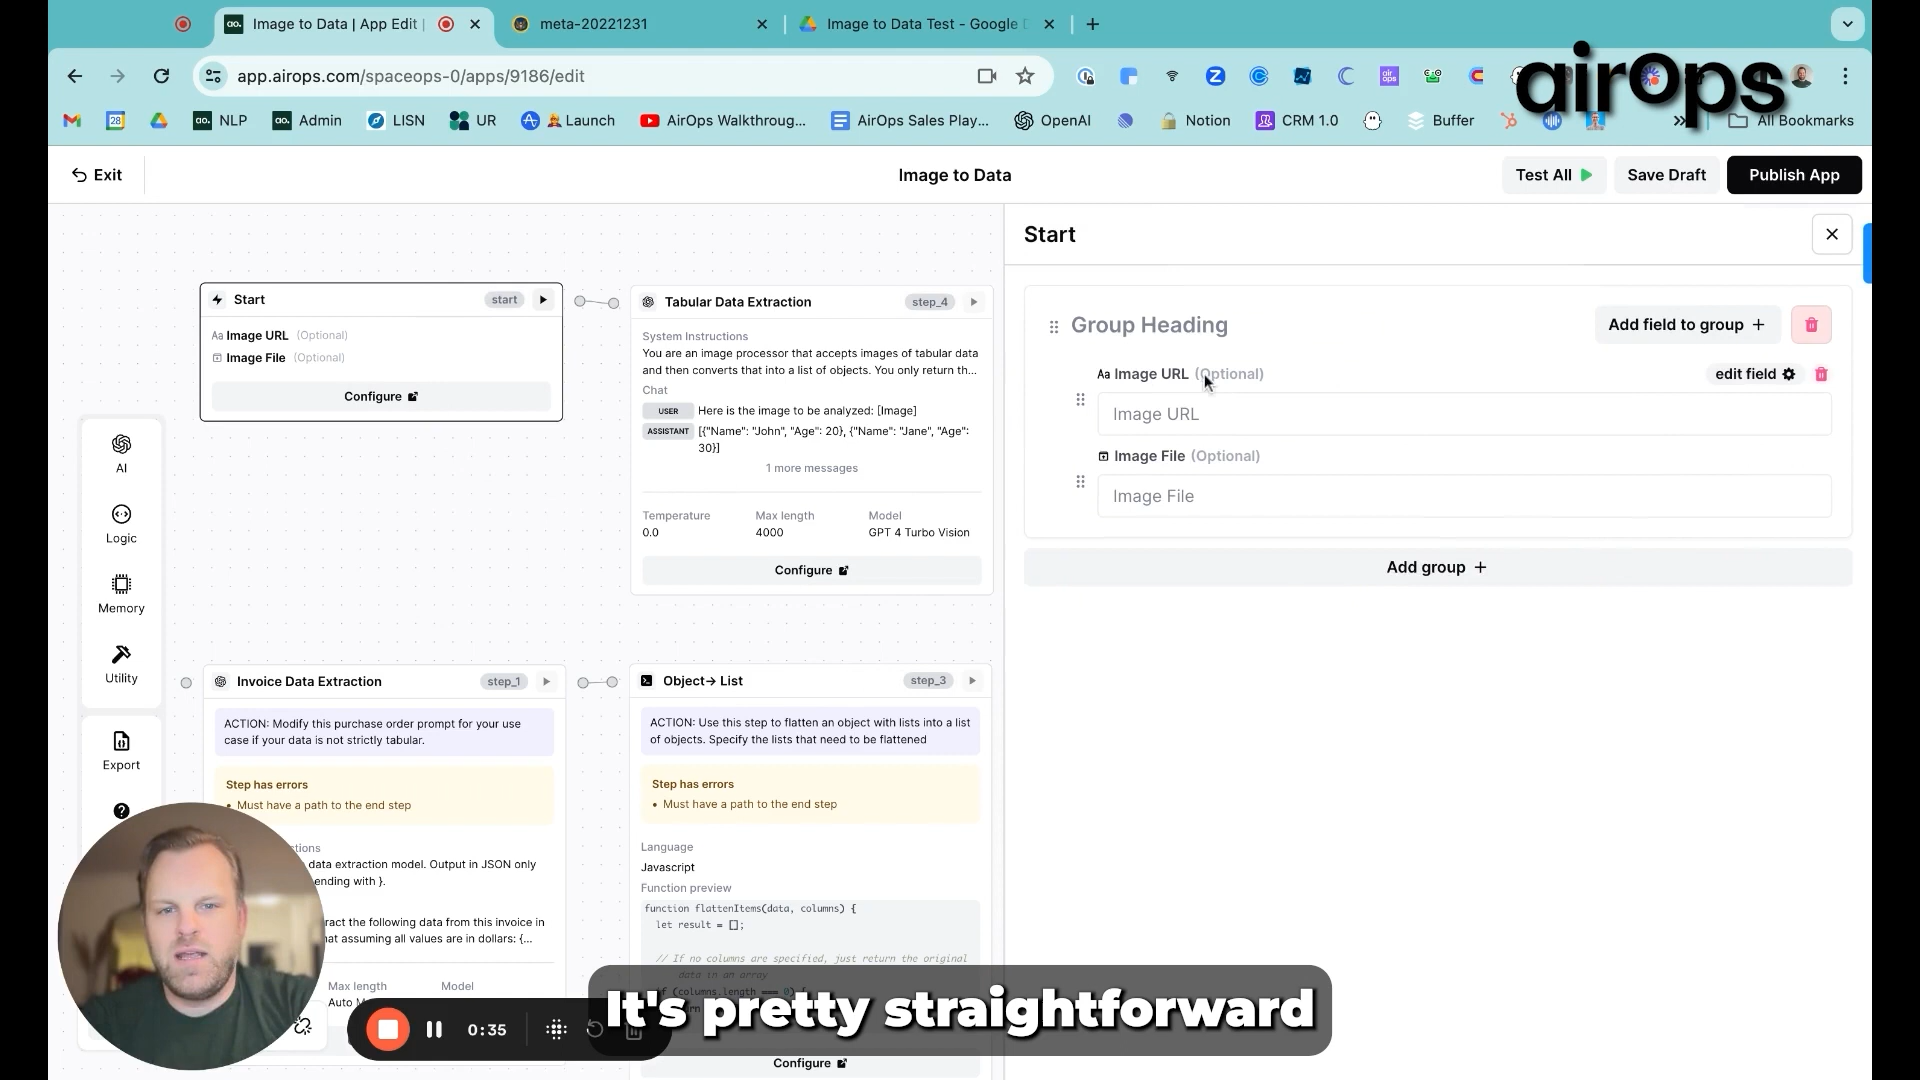 Image to Data | App Edit |
meta-20221231
Image to Data Test - Google D
app.airops.com/spaceops-0/apps/9186/edit
airOps
NLP
Admin
LISN
UR
Launch
AirOps Walkthroug...
AirOps Sales Play...
OpenAI
Notion
CRM 1.0
Buffer
All Bookmarks
Exit
Image to Data
Test All
Save Draft
Publish App
Start
start
Aa Image URL (Optional)
Image File (Optional)
Configure
Tabular Data Extraction
step_4
System Instructions
You are an image processor that accepts images of tabular data
and then converts that into a list of objects. You only return th...
Chat
USER Here is the image to be analyzed: [Image]
ASSISTANT [{"Name": "John", "Age": 20}, {"Name": "Jane", "Age":
30}]
1 more messages
Temperature Max length Model
0.0 4000 GPT 4 Turbo Vision
Configure
AI
Logic
Memory
Utility
Export
Invoice Data Extraction
step_1
ACTION: Modify this purchase order prompt for your use
case if your data is not strictly tabular.
Step has errors
• Must have a path to the end step
data extraction model. Output in JSON only
ending with }.
ract the following data from this invoice in
at assuming all values are in dollars: {...
Max length Model
Object-> List
step_3
ACTION: Use this step to flatten an object with lists into a list
of objects. Specify the lists that need to be flattened
Step has errors
• Must have a path to the end step
Language
Javascript
Function preview
function flattenItems(data, columns) {
let result = [];
// If no columns are specified, just return the original
data in an array
if (columns.length === 0) {
Configure
Start
Group Heading
Add field to group +
Aa Image URL (Optional)
edit field
Image URL
Image File (Optional)
Image File
Add group +
0:35
It's pretty straightforward